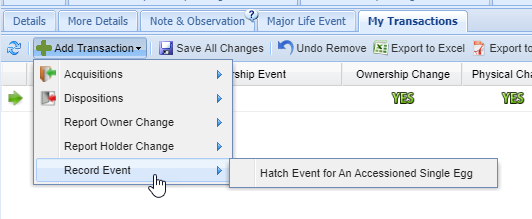 Details More Details Note & Observation ? Major Life Event My Transactions
Add Transaction Save All Changes Undo Remove Export to Excel Export to
ship Event Ownership Change Physical Cha
Acquisitions
Dispositions YES YES
Report Owner Change
Report Holder Change
Record Event
Hatch Event for An Accessioned Single Egg